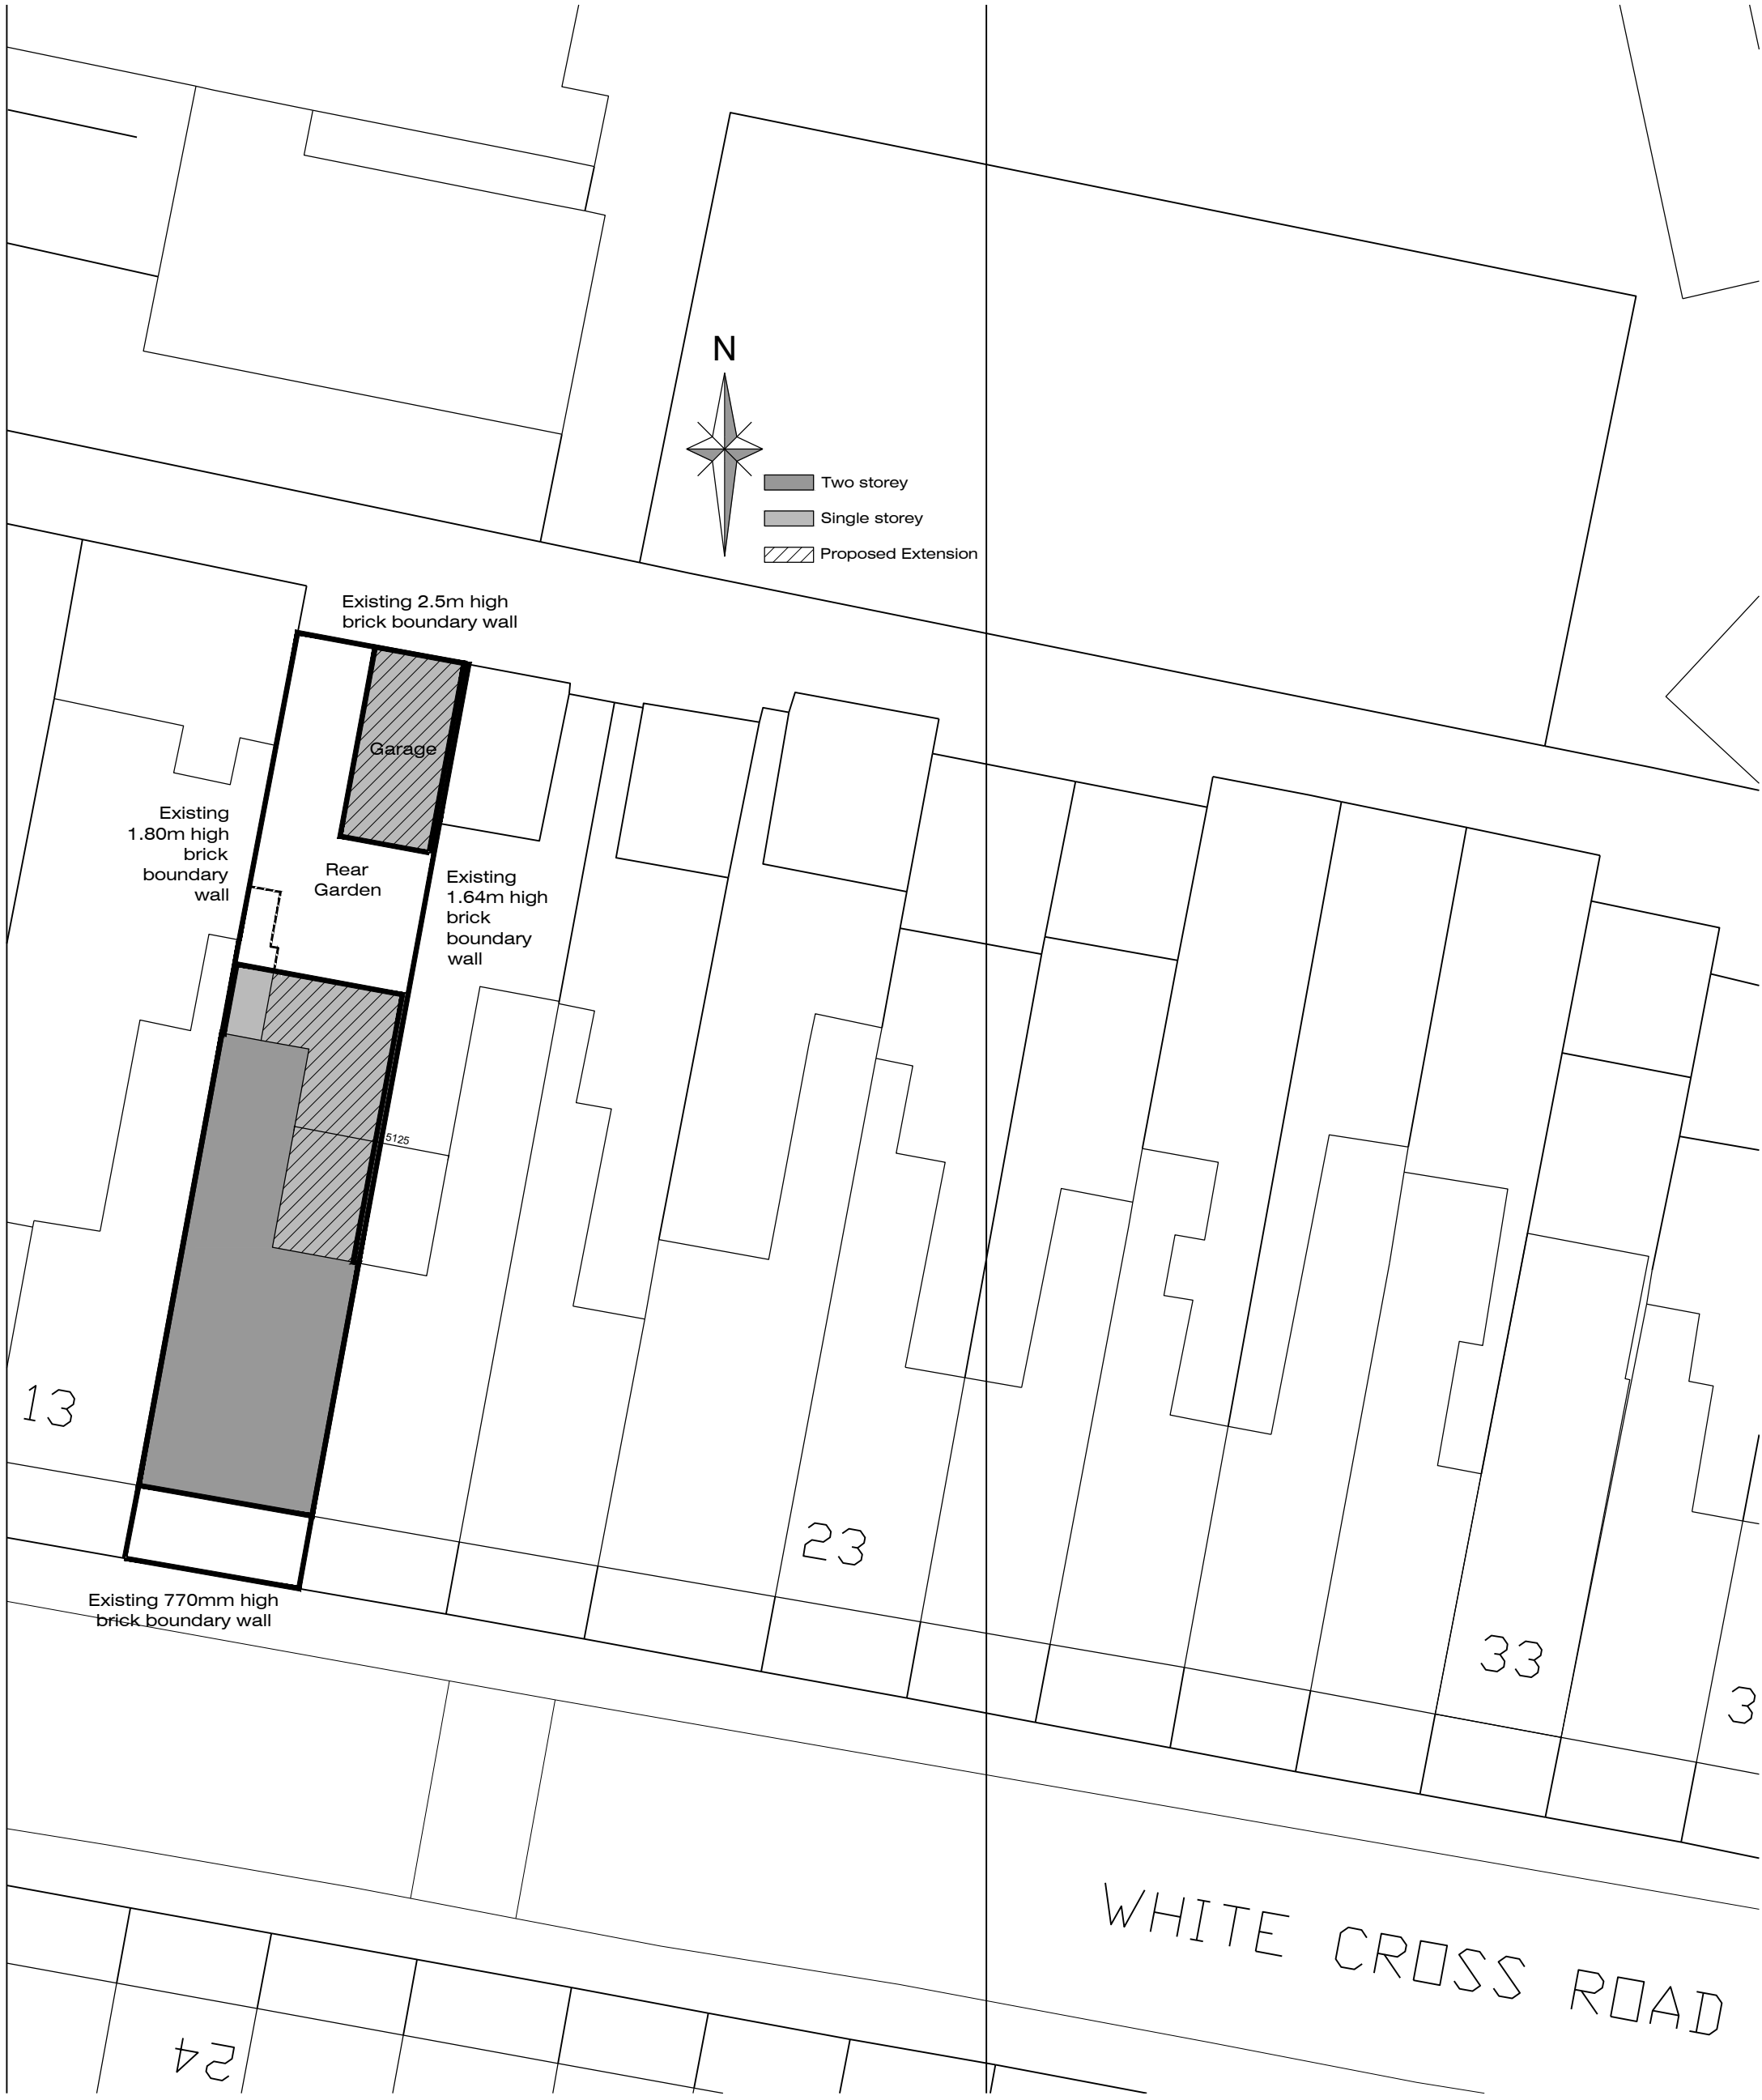 N
Two storey
Single storey
Proposed Extension
Existing 2.5m high
brick boundary wall
Garage
Existing
1.80m high
brick
boundary
wall
Rear
Garden
Existing
1.64m high
brick
boundary
wall
5125
13
23
Existing 770mm high
brick boundary wall
33
3
WHITE CROSS ROAD
24